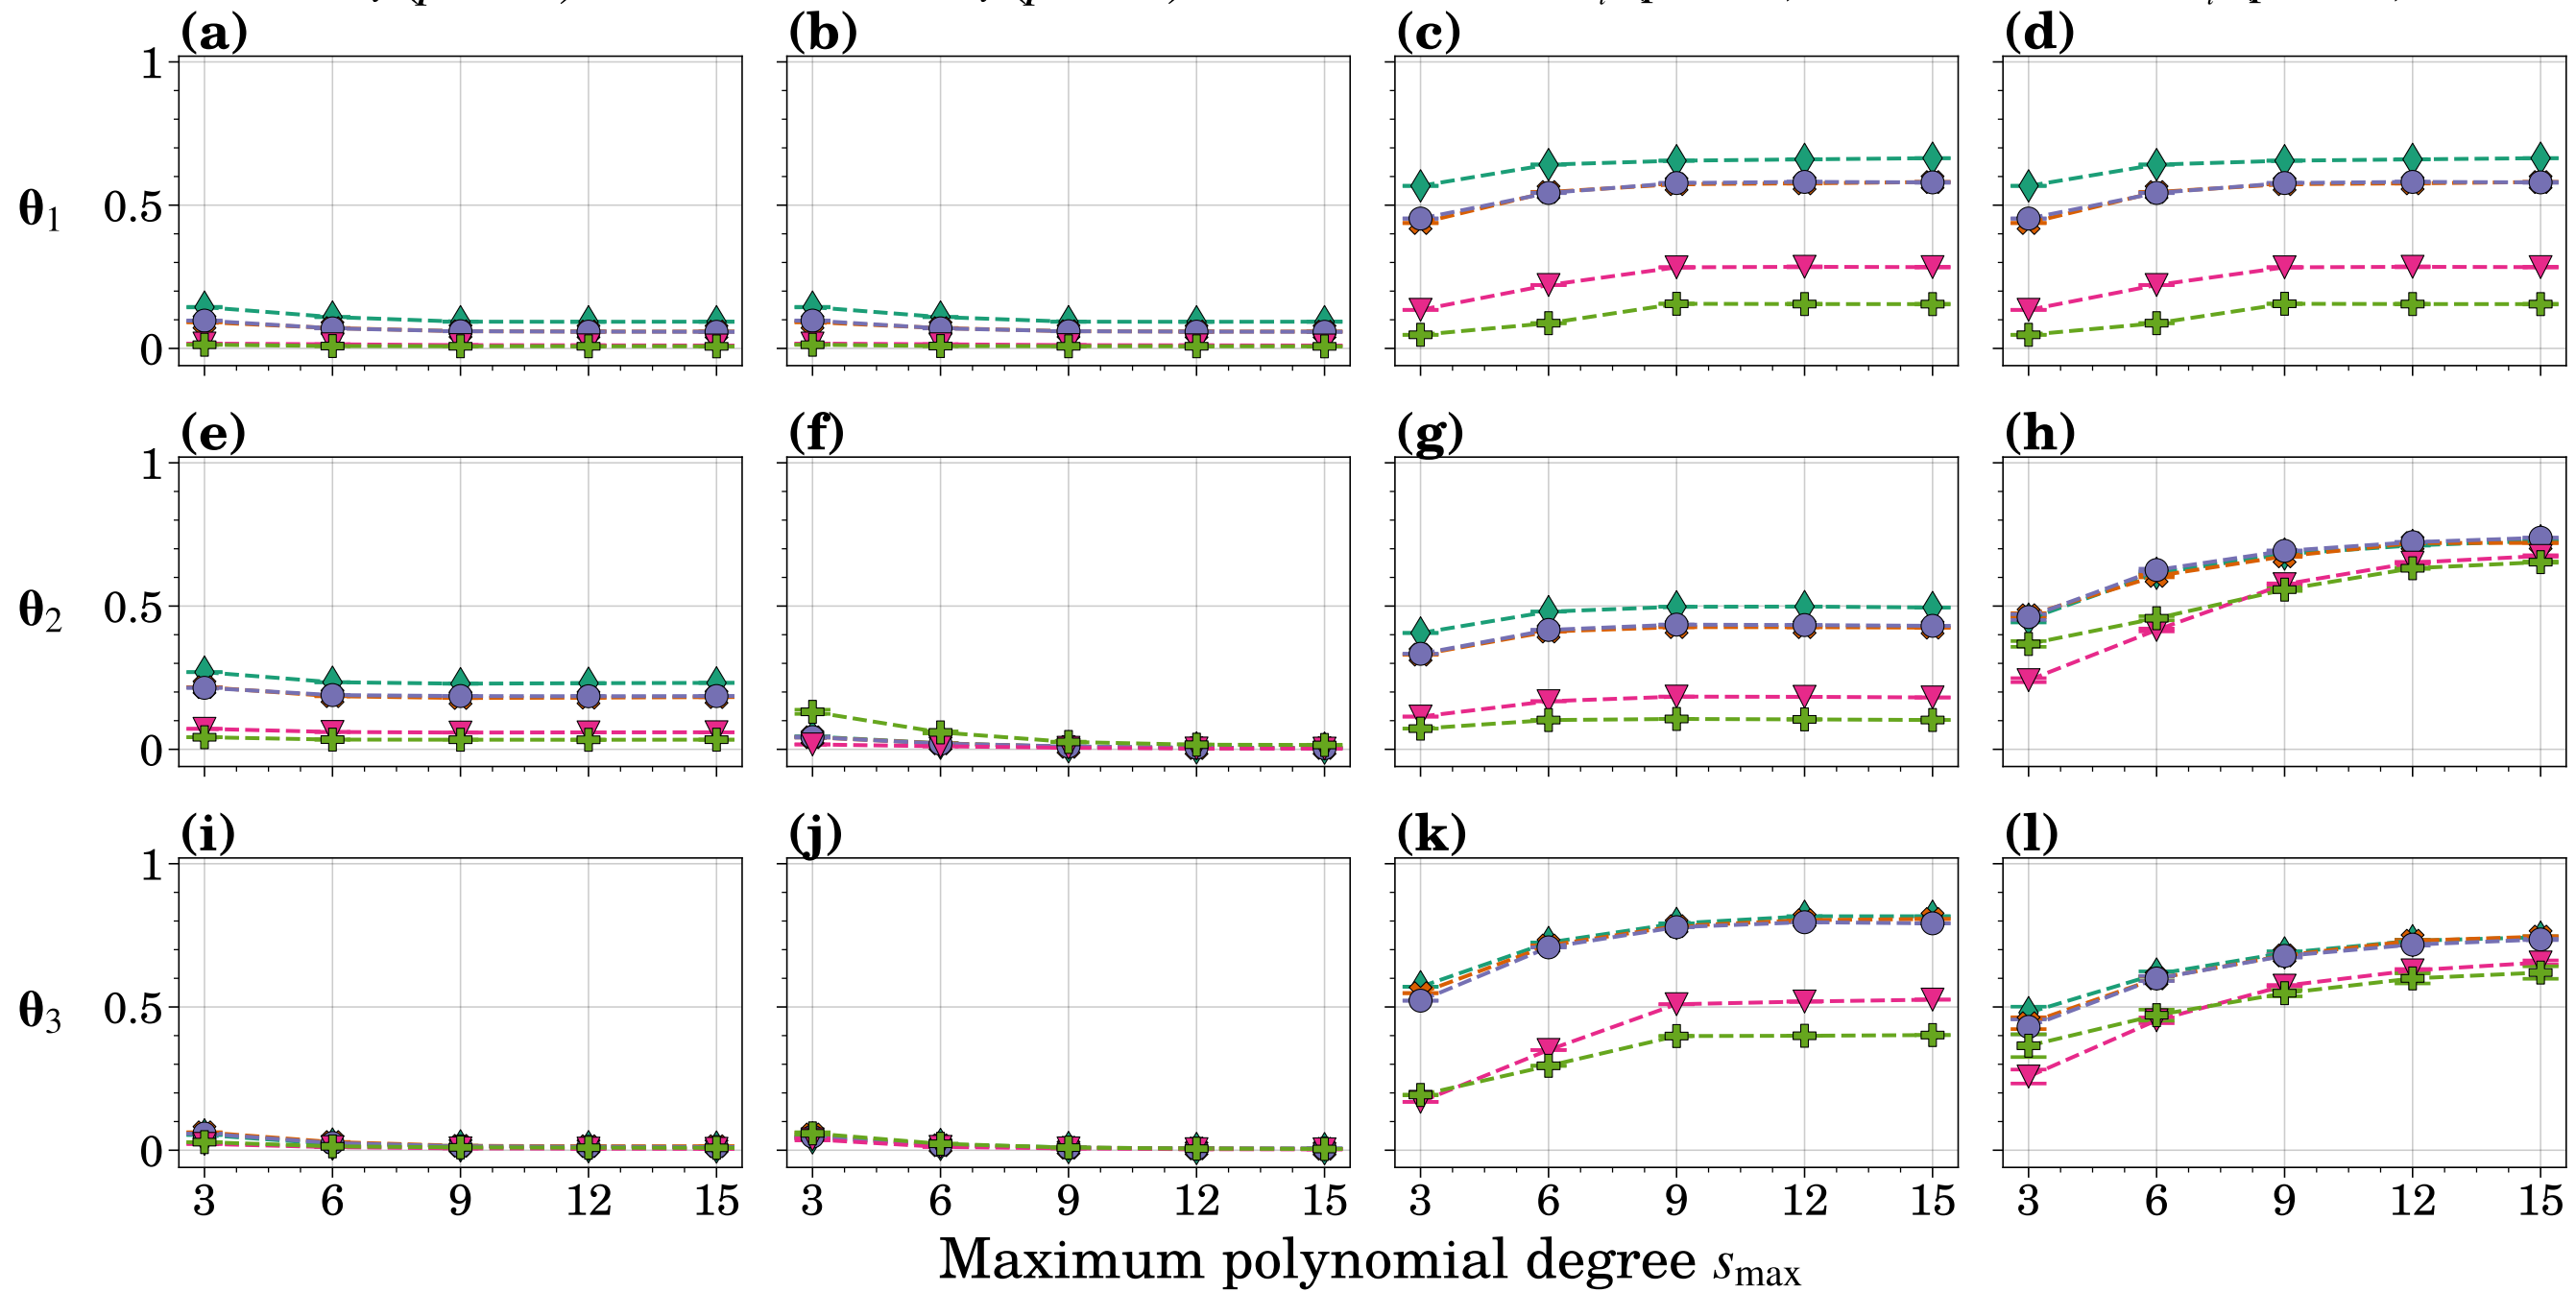 (a) (b) (c) (d)
1
θ1 0.5
0
(e) (f) (g) (h)
1
θ2 0.5
0
(i) (j) (k) (l)
1
θ3 0.5
0
3 6 9 12 15 3 6 9 12 15 3 6 9 12 15 3 6 9 12 15
Maximum polynomial degree smax